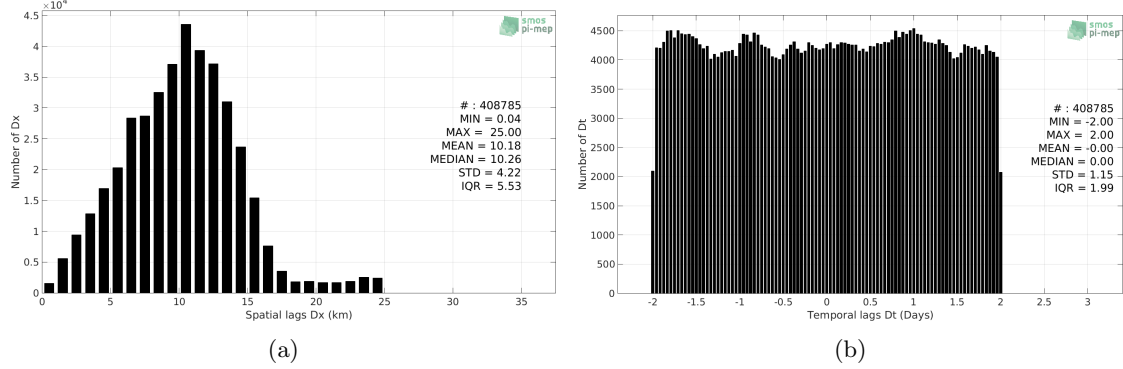 ×10⁴
4.5
4
3.5
3
2.5
2
1.5
1
0.5
0
Number of Dx
0 5 10 15 20 25 30 35
Spatial lags Dx (km)
smos
pi-mep
# : 408785
MIN = 0.04
MAX = 25.00
MEAN = 10.18
MEDIAN = 10.26
STD = 4.22
IQR = 5.53
(a)
4500
4000
3500
3000
2500
2000
1500
1000
500
0
Number of Dt
-2 -1.5 -1 -0.5 0 0.5 1 1.5 2 2.5 3
Temporal lags Dt (Days)
smos
pi-mep
# : 408785
MIN = -2.00
MAX = 2.00
MEAN = -0.00
MEDIAN = 0.00
STD = 1.15
IQR = 1.99
(b)